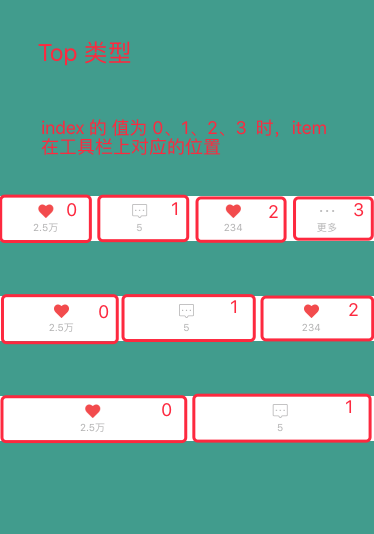 Top 类型
index 的 值为 0、1、2、3 时，item
在工具栏上对应的位置
0 1 2 3
2.5万 5 234 更多
0 1 2
2.5万 5 234
0 1
2.5万 5